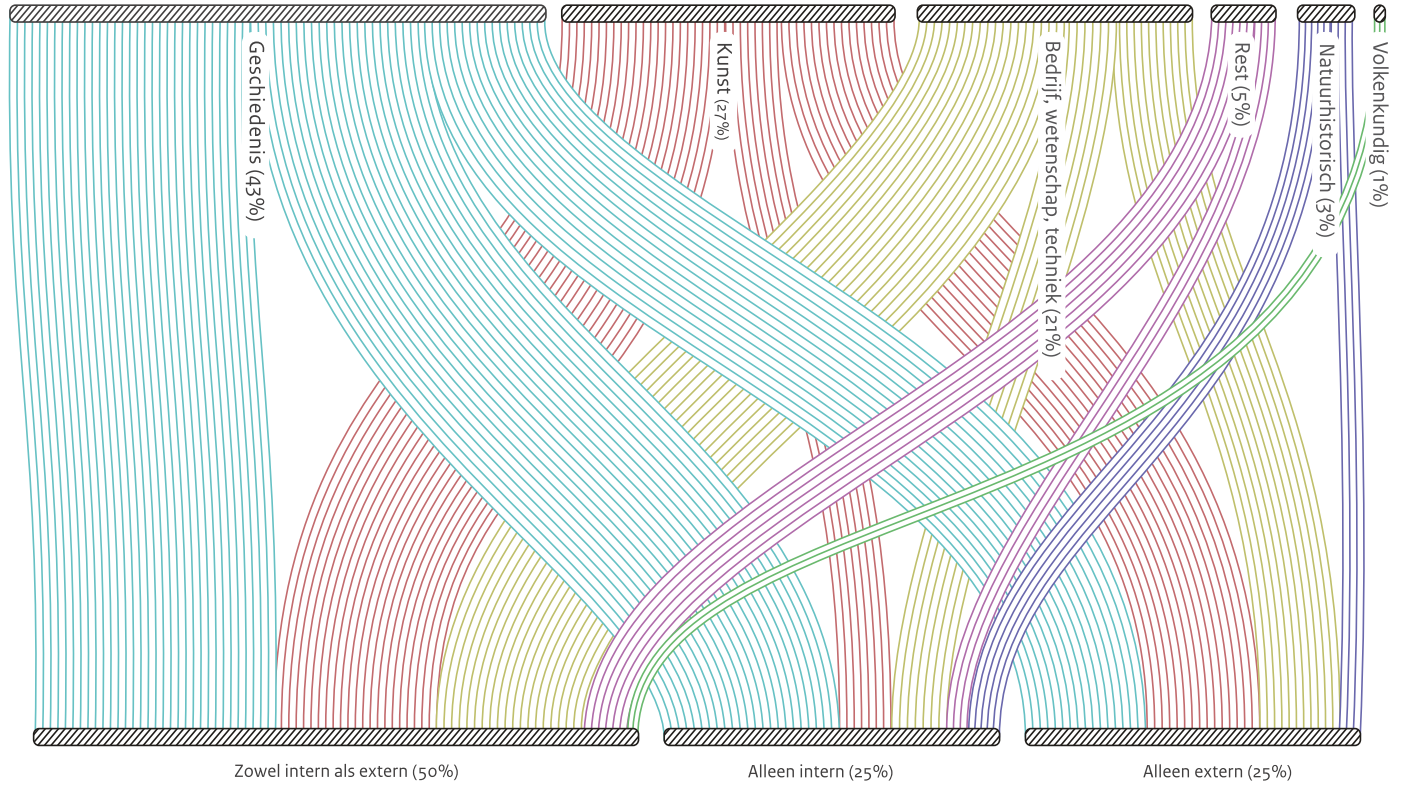 Geschiedenis (43%)
Kunst (27%)
Bedrijf, wetenschap, techniek (21%)
Rest (5%)
Natuurhistorisch (3%)
Volkenkundig (1%)
Zowel intern als extern (50%)
Alleen intern (25%)
Alleen extern (25%)